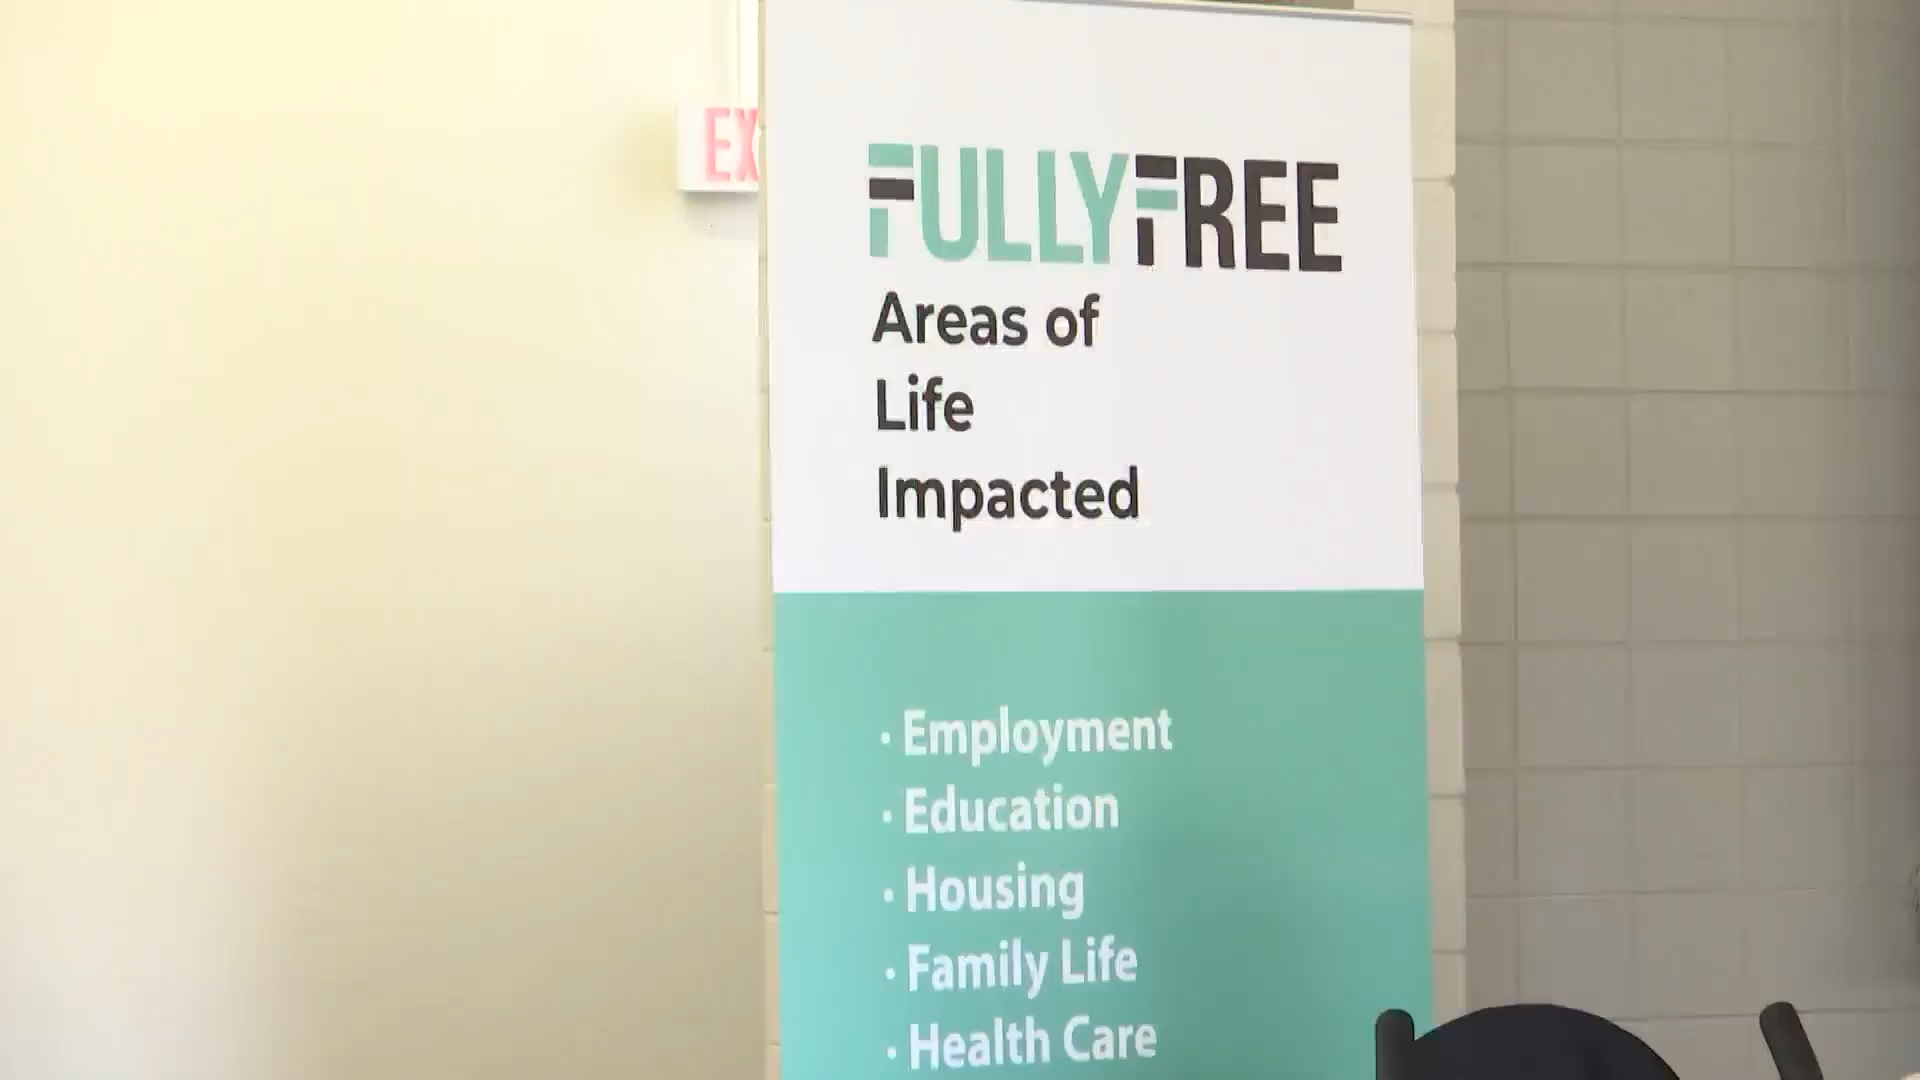 EX
FULLYFREE
Areas of
Life
Impacted
· Employment
· Education
· Housing
· Family Life
· Health Care